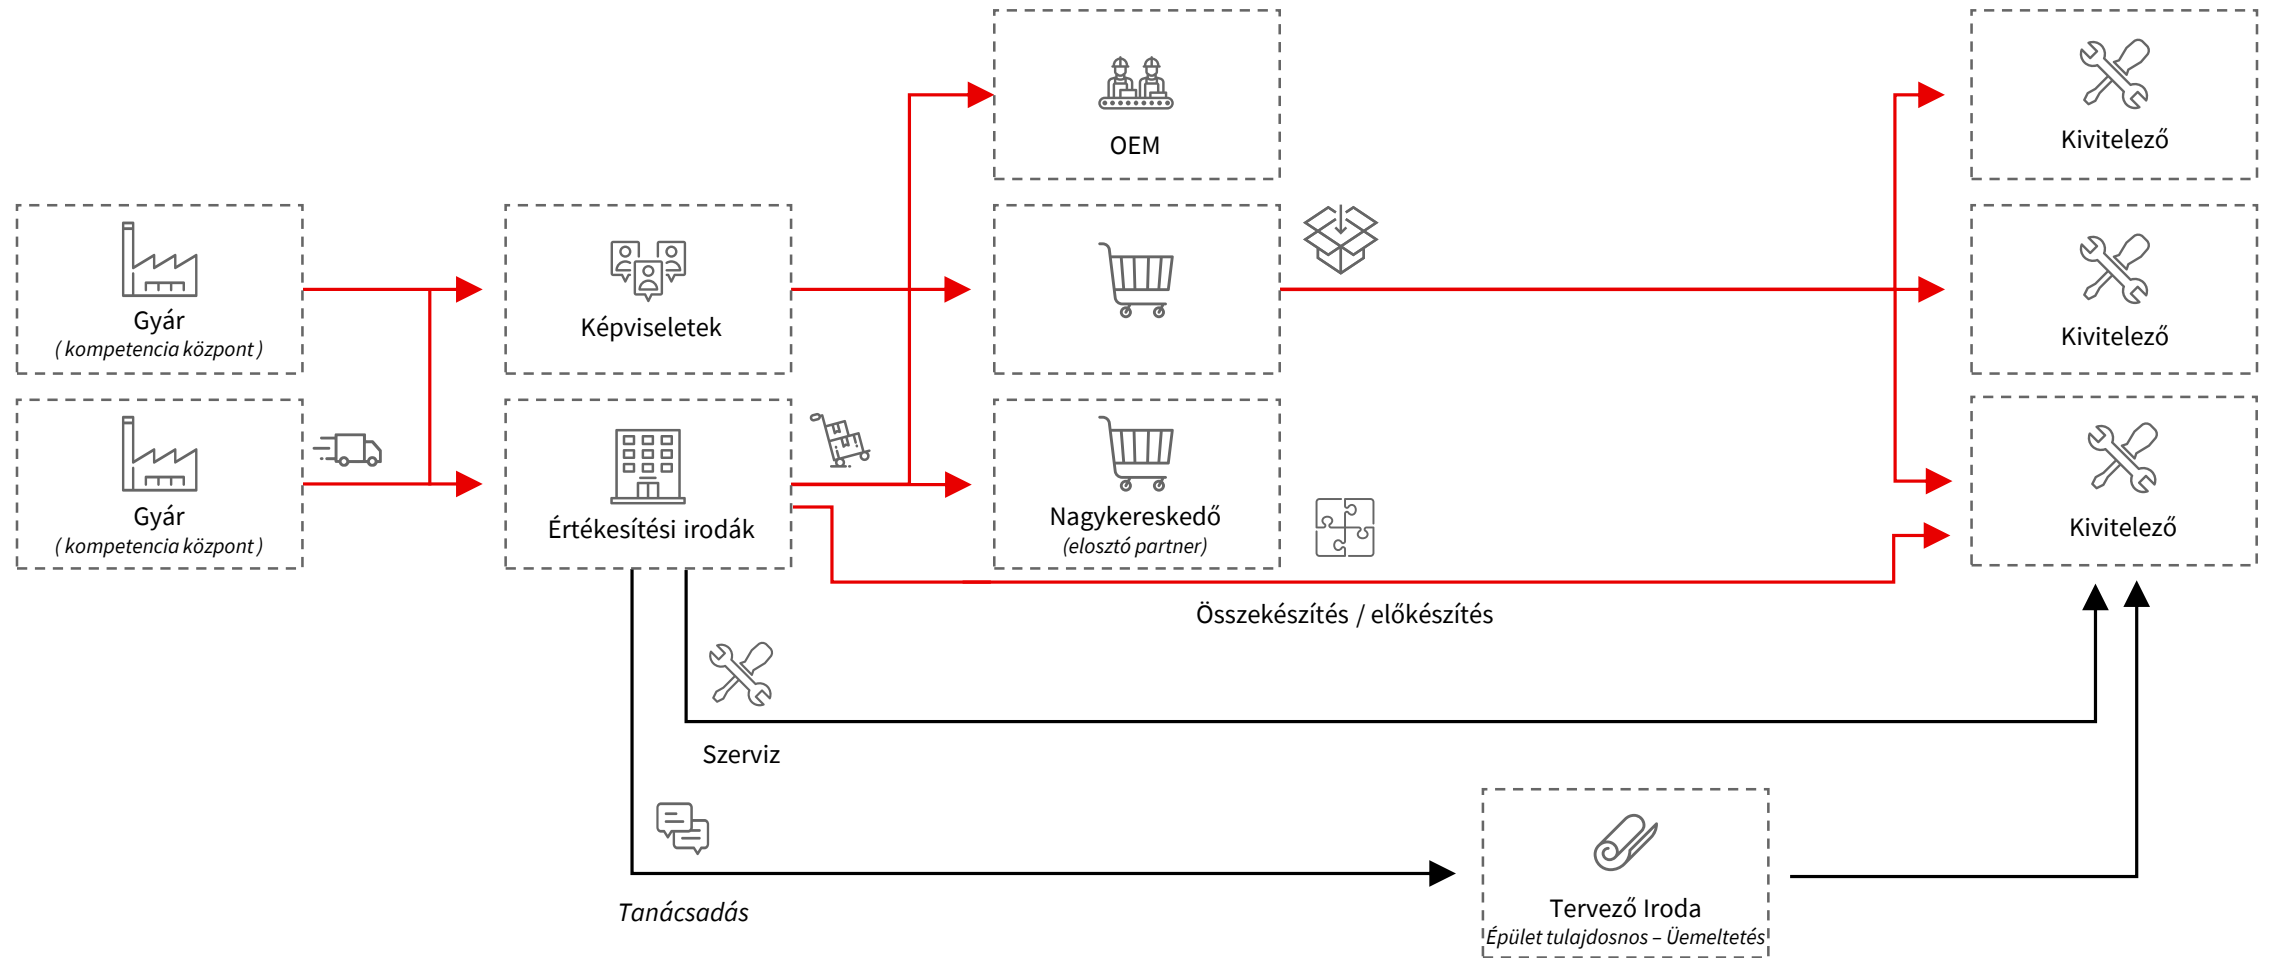 OEM
Kivitelező
Gyár
( kompetencia központ )
Képviseletek
Kivitelező
Gyár
( kompetencia központ )
Értékesítési irodák
Nagykereskedő
(elosztó partner)
Kivitelező
Összekészítés / előkészítés
Szerviz
Tanácsadás
Tervező Iroda
Épület tulajdosnos – Üemeltetés